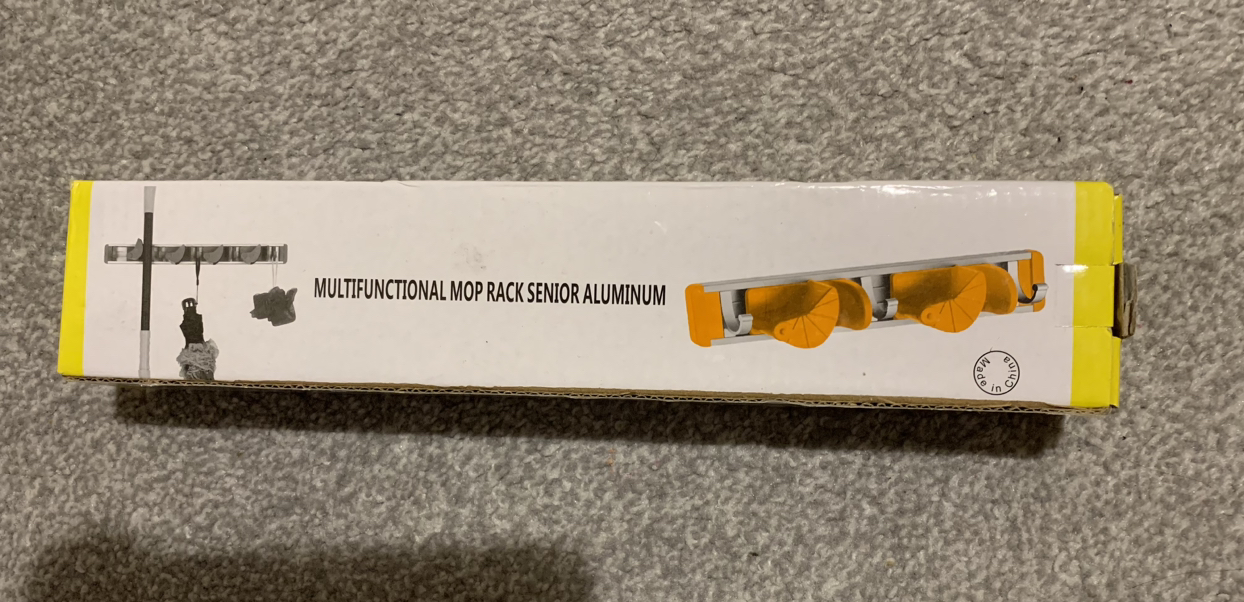 MULTIFUNCTIONAL MOP RACK SENIOR ALUMINUM
Made in China